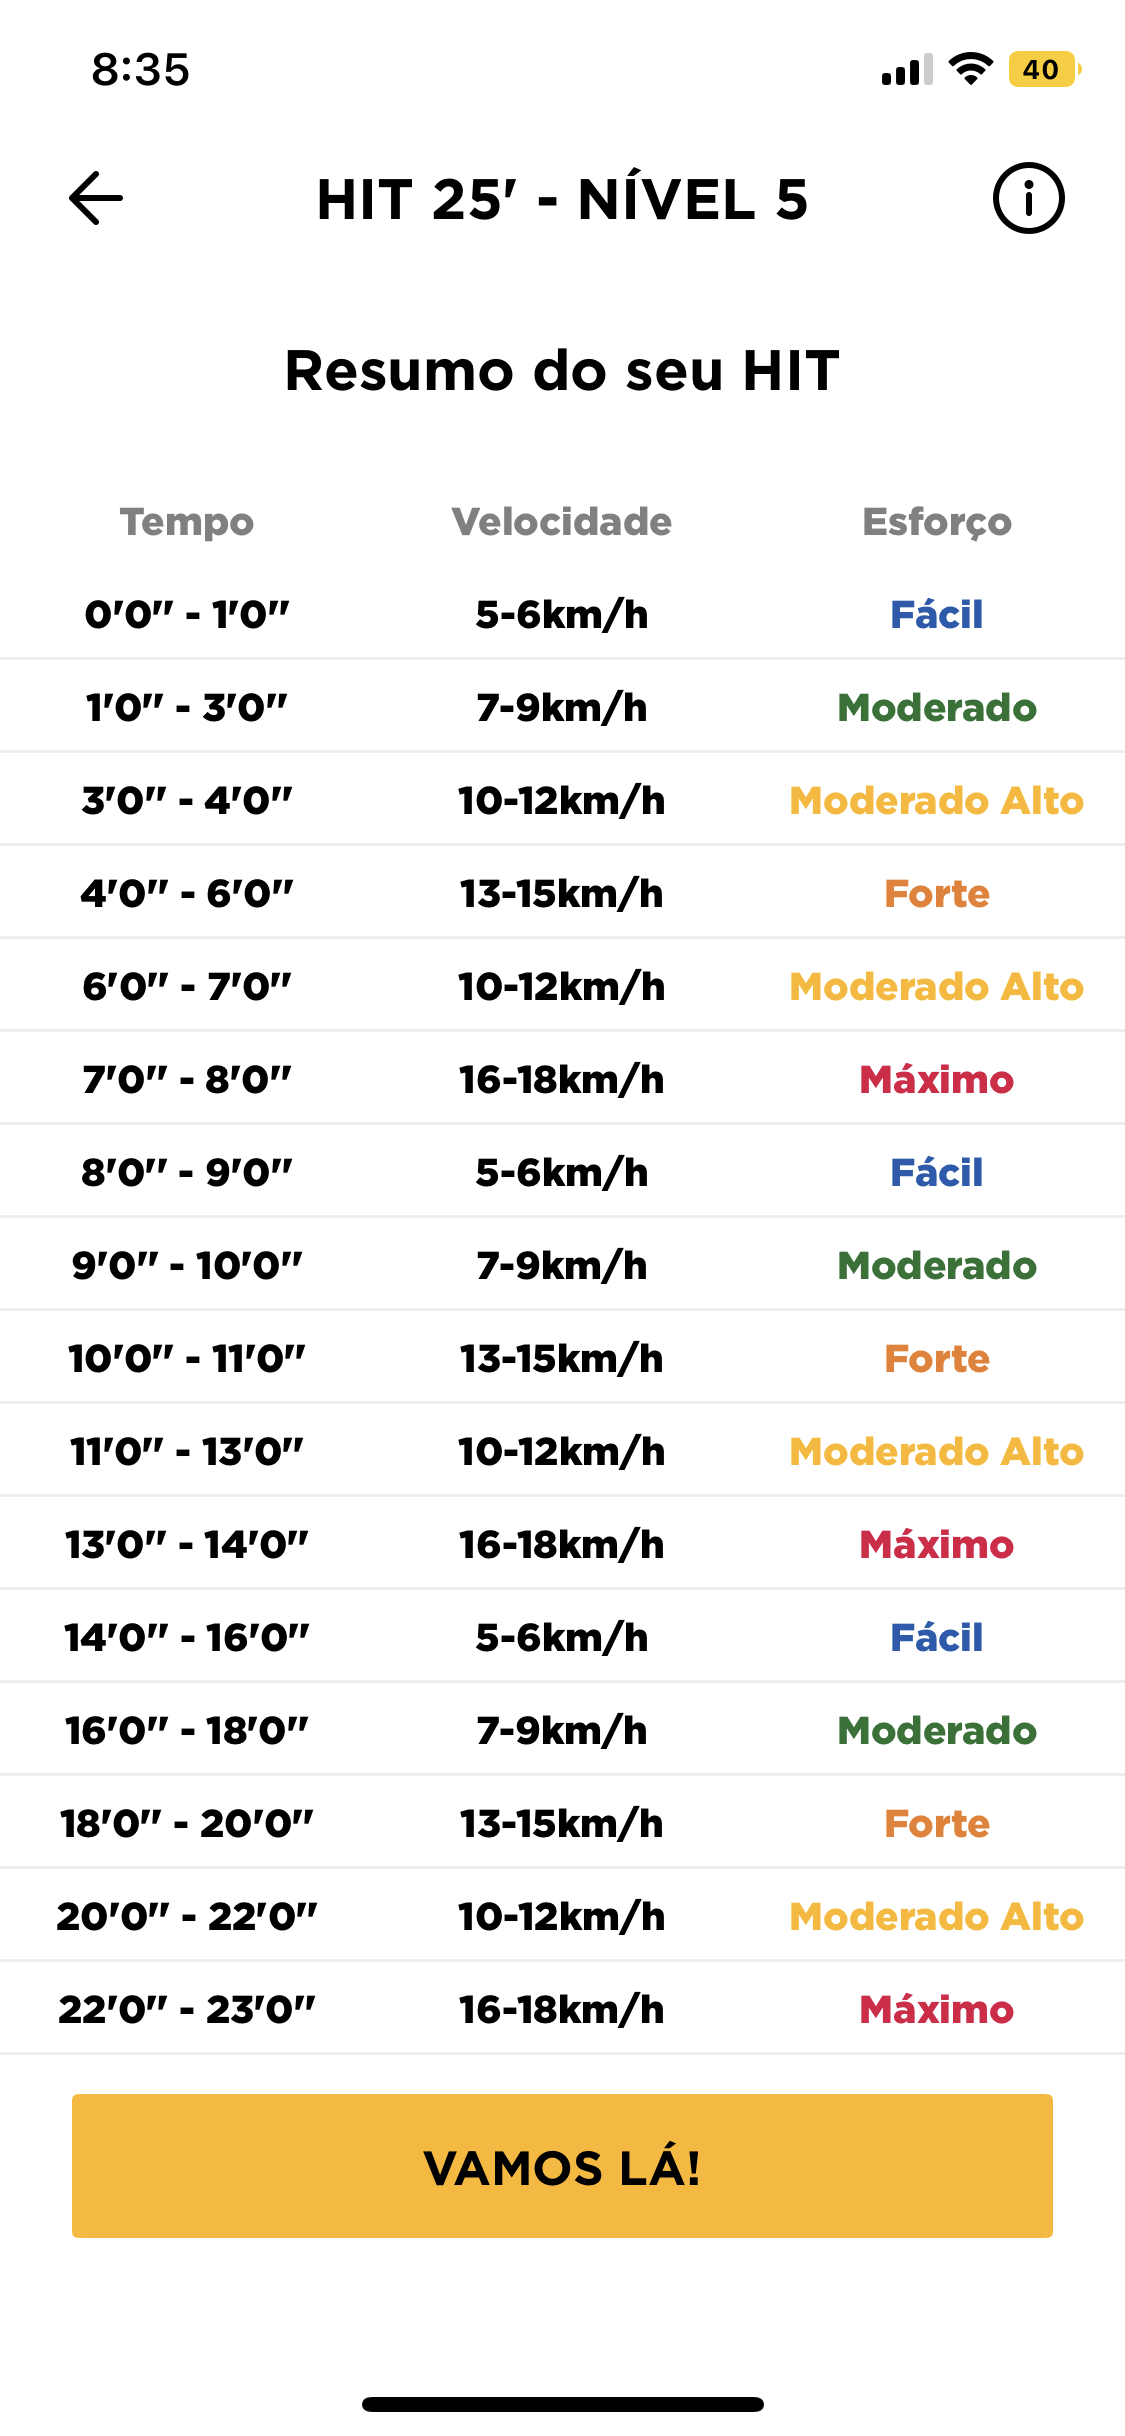 8:35
40
HIT 25' - NÍVEL 5
Resumo do seu HIT
Tempo Velocidade Esforço
0'0" - 1'0" 5-6km/h Fácil
1'0" - 3'0" 7-9km/h Moderado
3'0" - 4'0" 10-12km/h Moderado Alto
4'0" - 6'0" 13-15km/h Forte
6'0" - 7'0" 10-12km/h Moderado Alto
7'0" - 8'0" 16-18km/h Máximo
8'0" - 9'0" 5-6km/h Fácil
9'0" - 10'0" 7-9km/h Moderado
10'0" - 11'0" 13-15km/h Forte
11'0" - 13'0" 10-12km/h Moderado Alto
13'0" - 14'0" 16-18km/h Máximo
14'0" - 16'0" 5-6km/h Fácil
16'0" - 18'0" 7-9km/h Moderado
18'0" - 20'0" 13-15km/h Forte
20'0" - 22'0" 10-12km/h Moderado Alto
22'0" - 23'0" 16-18km/h Máximo
VAMOS LÁ!